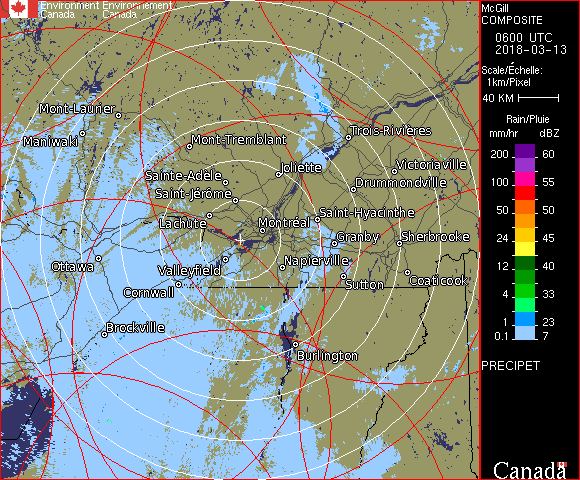 Environment Environnement
Canada Canada
McGill
COMPOSITE
0600 UTC
2018-03-13
Scale/Échelle:
1km/Pixel
40 KM
Rain/Pluie
mm/hr dBZ
200 60
100 55
50 50
24 45
12 40
4 33
1 23
0.1 7
PRECIPET
Canada
Mont-Laurier
Maniwaki
Mont-Tremblant
Trois-Rivières
Joliette
Victoriaville
Sainte-Adèle
Drummondville
Saint-Jérôme
Saint-Hyacinthe
Lachute
Montréal
Granby
Sherbrooke
Ottawa
Valleyfield
Napierville
Cornwall
Sutton
Coaticook
Brockville
Burlington